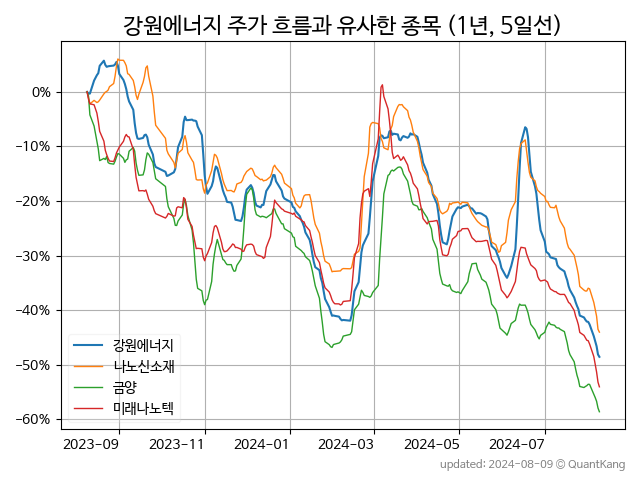 강원에너지 주가 흐름과 유사한 종목 (1년, 5일선)
0%
−10%
−20%
−30%
−40%
−50%
−60%
강원에너지
나노신소재
금양
미래나노텍
2023-09 2023-11 2024-01 2024-03 2024-05 2024-07
updated: 2024-08-09 © QuantKang